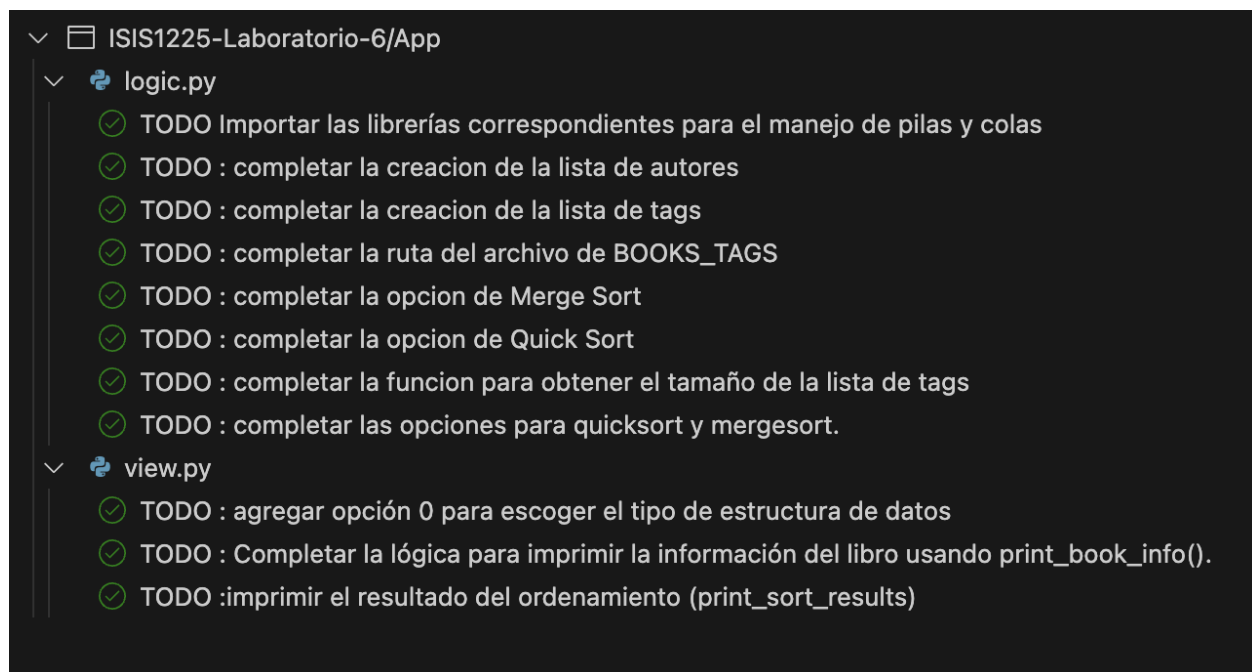 ISIS1225-Laboratorio-6/App
logic.py
TODO Importar las librerías correspondientes para el manejo de pilas y colas
TODO : completar la creacion de la lista de autores
TODO : completar la creacion de la lista de tags
TODO : completar la ruta del archivo de BOOKS_TAGS
TODO : completar la opcion de Merge Sort
TODO : completar la opcion de Quick Sort
TODO : completar la funcion para obtener el tamaño de la lista de tags
TODO : completar las opciones para quicksort y mergesort.
view.py
TODO : agregar opción 0 para escoger el tipo de estructura de datos
TODO : Completar la lógica para imprimir la información del libro usando print_book_info().
TODO :imprimir el resultado del ordenamiento (print_sort_results)